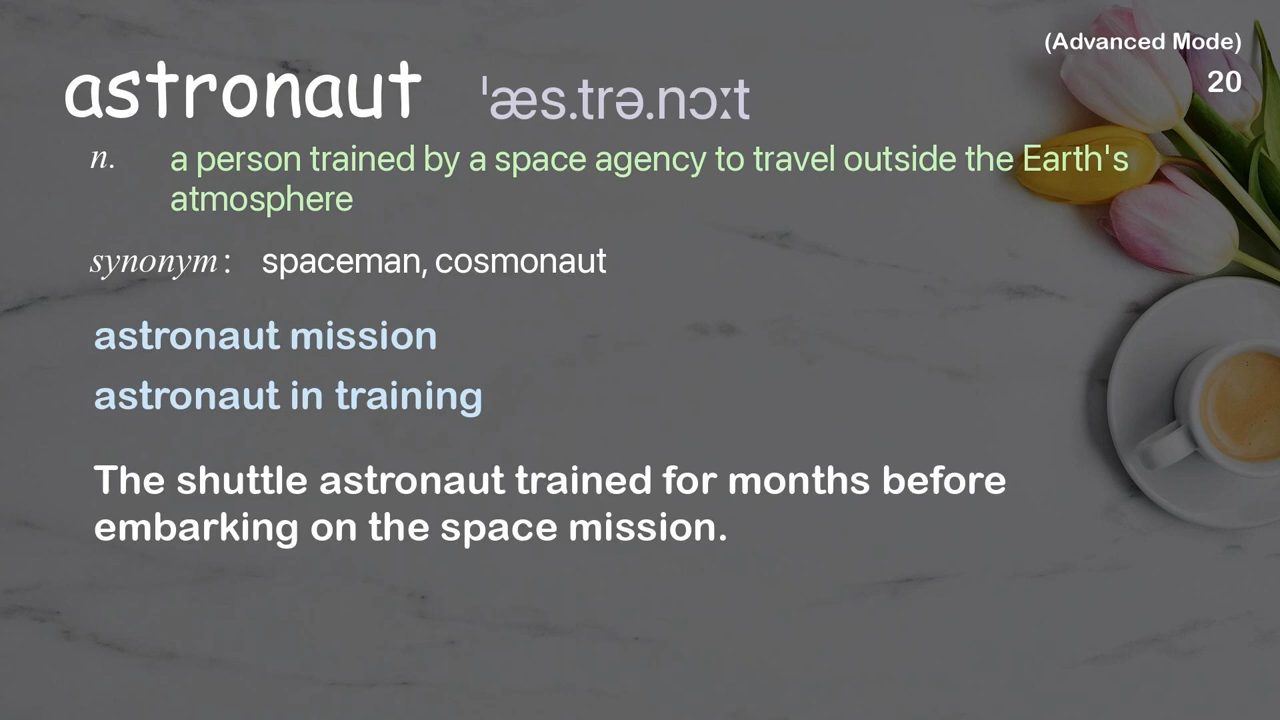 (Advanced Mode)
20
astronaut ˈæs.trə.nɔːt
n. a person trained by a space agency to travel outside the Earth's
atmosphere
synonym: spaceman, cosmonaut
astronaut mission
astronaut in training
The shuttle astronaut trained for months before
embarking on the space mission.